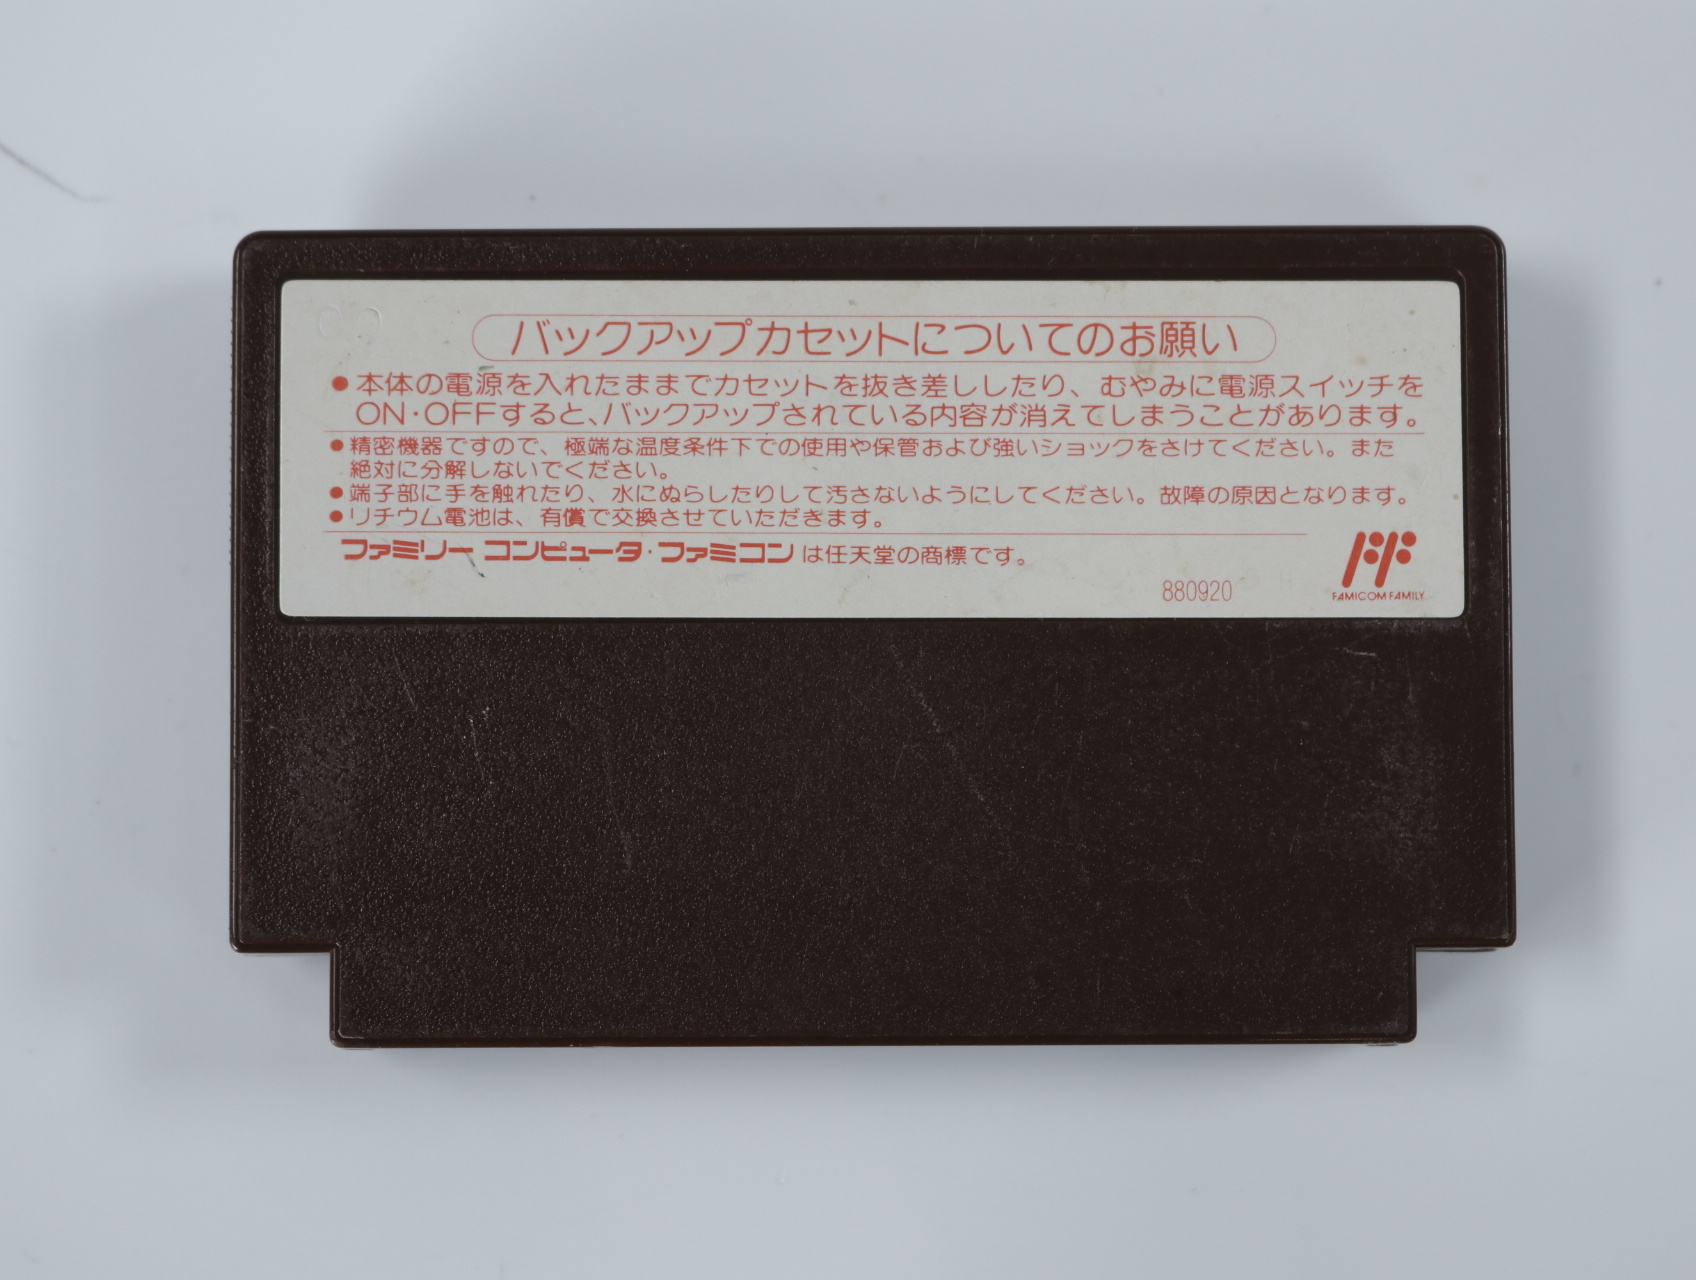 バックアップカセットについてのお願い
●本体の電源を入れたままでカセットを抜き差ししたり、むやみに電源スイッチを
ON・OFFすると、バックアップされている内容が消えてしまうことがあります。
●精密機器ですので、極端な温度条件下での使用や保管および強いショックをさけてください。また
絶対に分解しないでください。
●端子部に手を触れたり、水にぬらしたりして汚さないようにしてください。故障の原因となります。
●リチウム電池は、有償で交換させていただきます。
ファミリー コンピュータ・ファミコンは任天堂の商標です。
880920
FAMICOM FAMILY